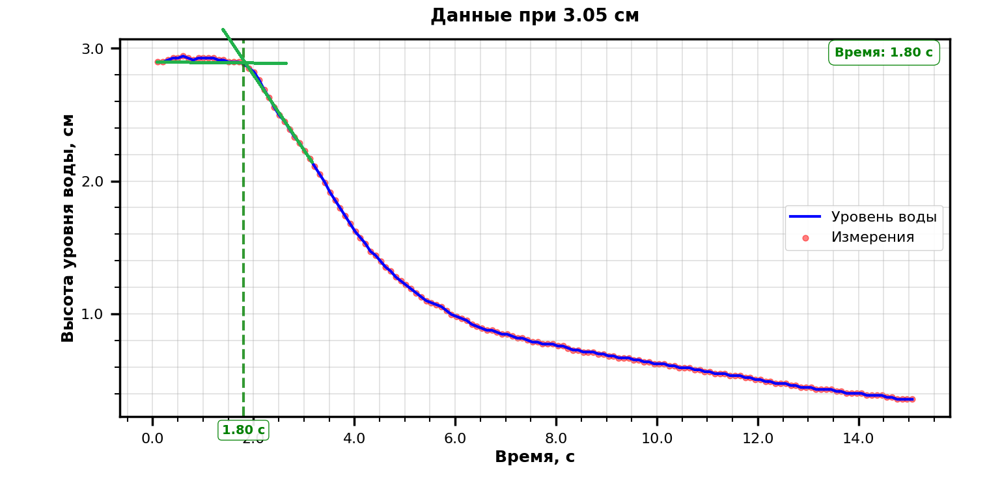 Данные при 3.05 см
Время: 1.80 с
3.0
2.0
1.0
Высота уровня воды, см
Уровень воды
Измерения
1.80 с
0.0 2.0 4.0 6.0 8.0 10.0 12.0 14.0
Время, с